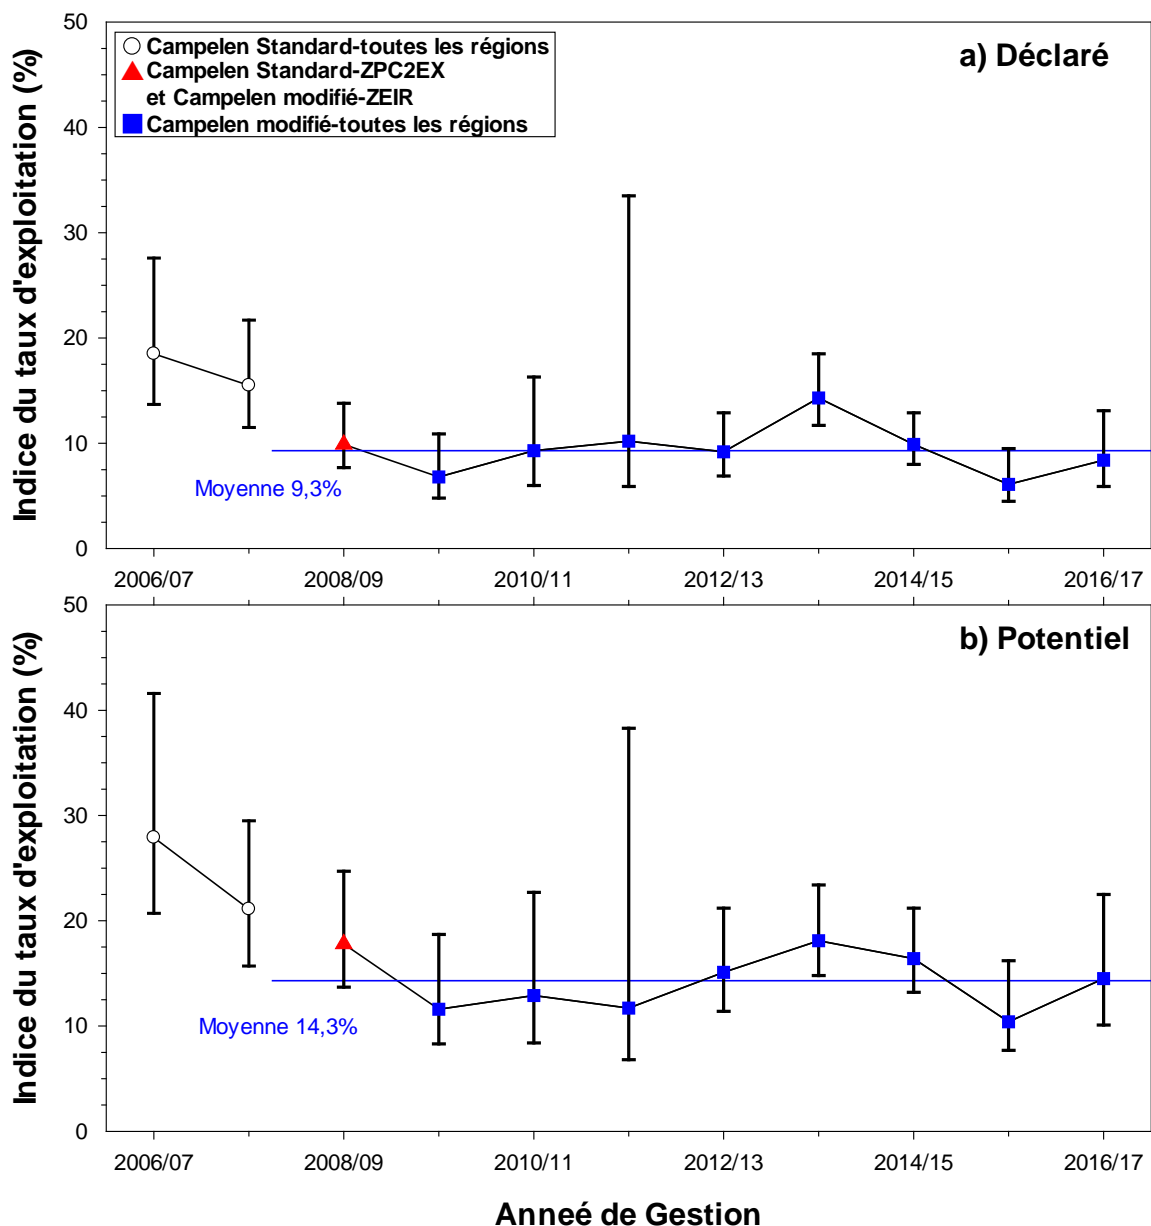 50
40
30
20
10
0
Indice du taux d'exploitation (%)
Campelen Standard-toutes les régions
Campelen Standard-ZPC2EX
et Campelen modifié-ZEIR
Campelen modifié-toutes les régions
a) Déclaré
Moyenne 9,3%
2006/07 2008/09 2010/11 2012/13 2014/15 2016/17
50
40
30
20
10
0
Indice du taux d'exploitation (%)
b) Potentiel
Moyenne 14,3%
2006/07 2008/09 2010/11 2012/13 2014/15 2016/17
Anneé de Gestion